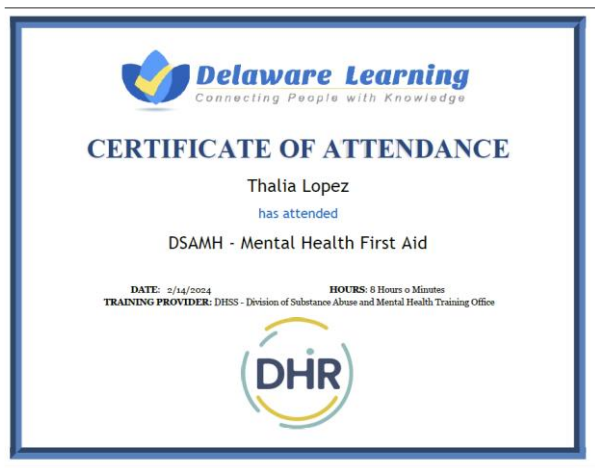 Delaware Learning
Connecting People with Knowledge
CERTIFICATE OF ATTENDANCE
Thalia Lopez
has attended
DSAMH - Mental Health First Aid
DATE: 2/14/2024 HOURS: 8 Hours 0 Minutes
TRAINING PROVIDER: DHSS - Division of Substance Abuse and Mental Health Training Office
DHR